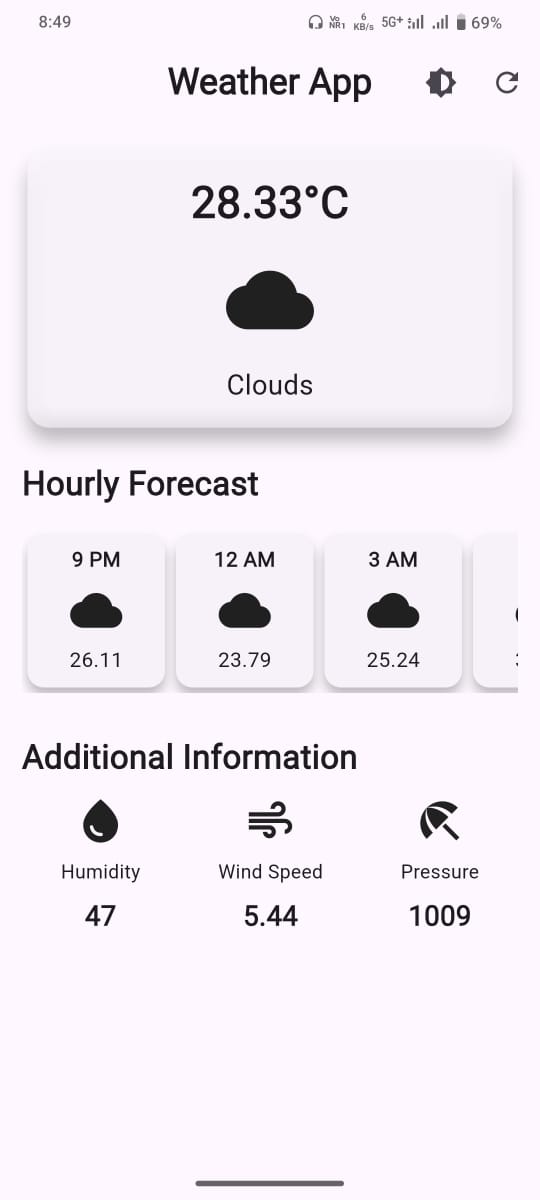 8:49 Vo NR1 6 KB/s 5G+ 69%
Weather App
28.33°C
Clouds
Hourly Forecast
9 PM 12 AM 3 AM
26.11 23.79 25.24
Additional Information
Humidity Wind Speed Pressure
47 5.44 1009